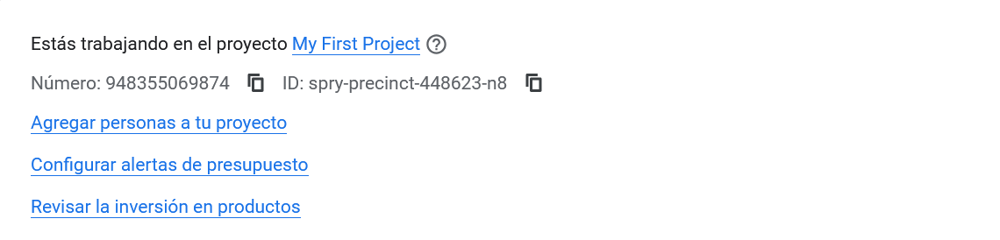 Estás trabajando en el proyecto My First Project
Número: 948355069874 ID: spry-precinct-448623-n8
Agregar personas a tu proyecto
Configurar alertas de presupuesto
Revisar la inversión en productos